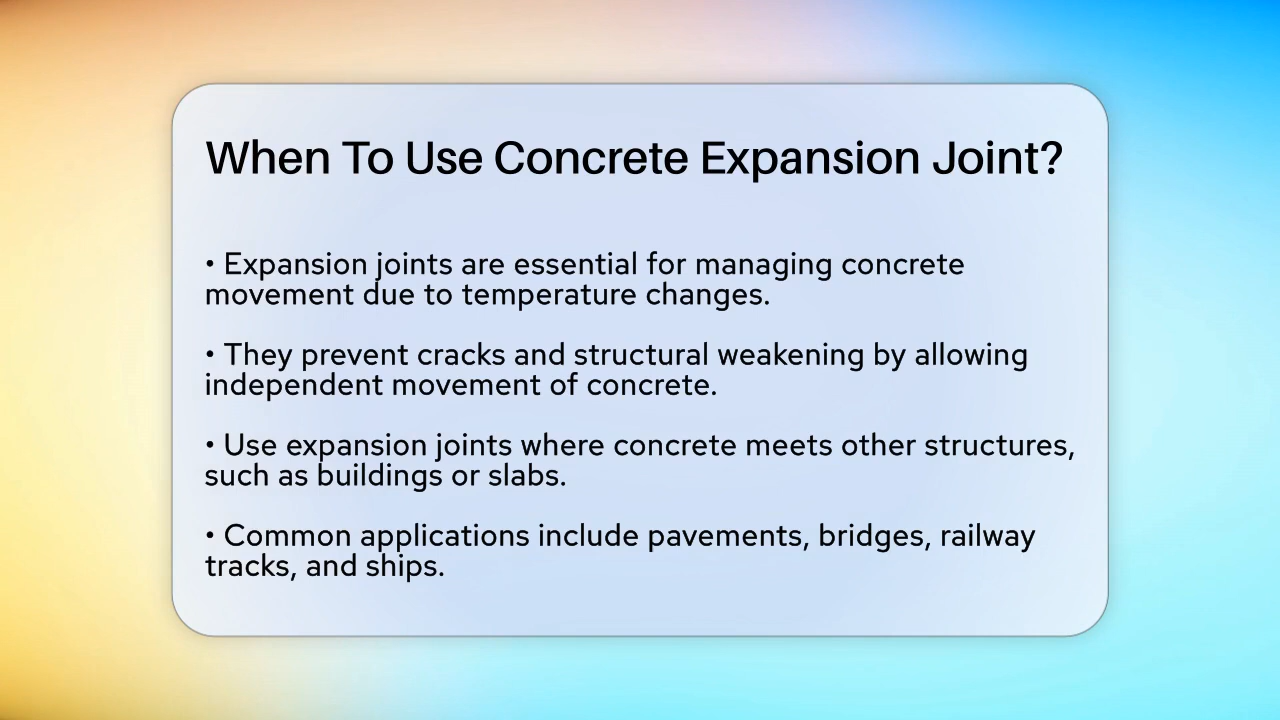 When To Use Concrete Expansion Joint?
• Expansion joints are essential for managing concrete
movement due to temperature changes.
• They prevent cracks and structural weakening by allowing
independent movement of concrete.
• Use expansion joints where concrete meets other structures,
such as buildings or slabs.
• Common applications include pavements, bridges, railway
tracks, and ships.